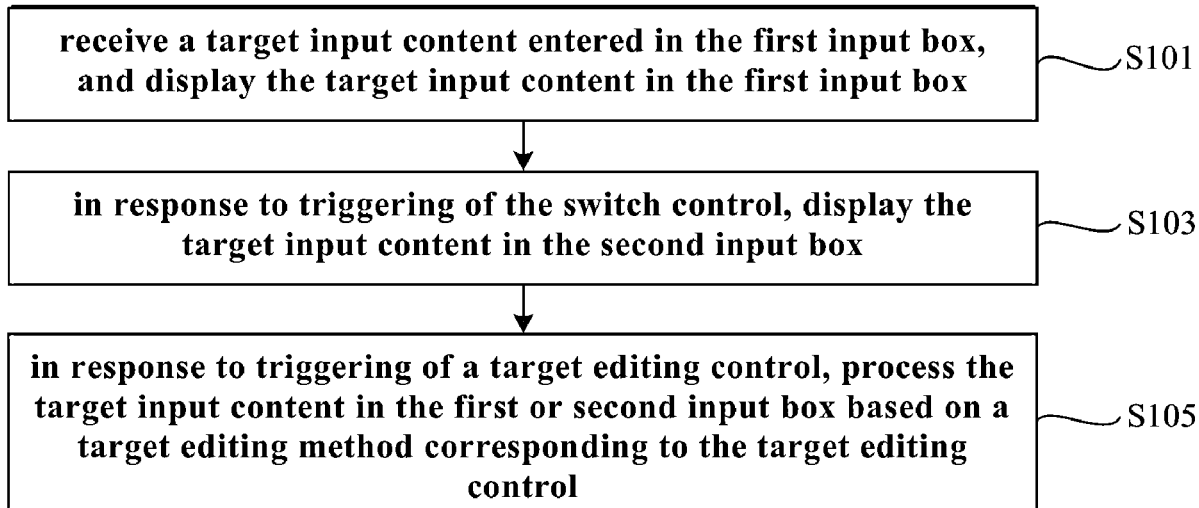 receive a target input content entered in the first input box,
and display the target input content in the first input box
S101
in response to triggering of the switch control, display the
target input content in the second input box
S103
in response to triggering of a target editing control, process the
target input content in the first or second input box based on a
target editing method corresponding to the target editing
control
S105